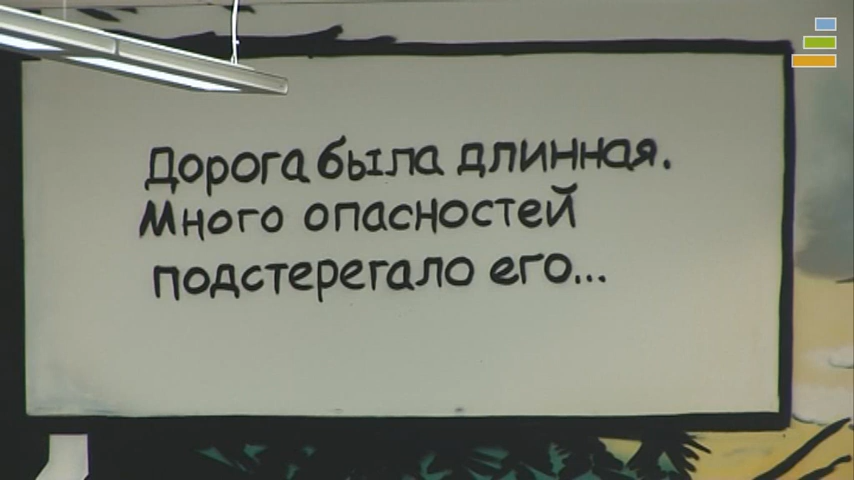 Дорога была длинная.
Много опасностей
подстерегало его...